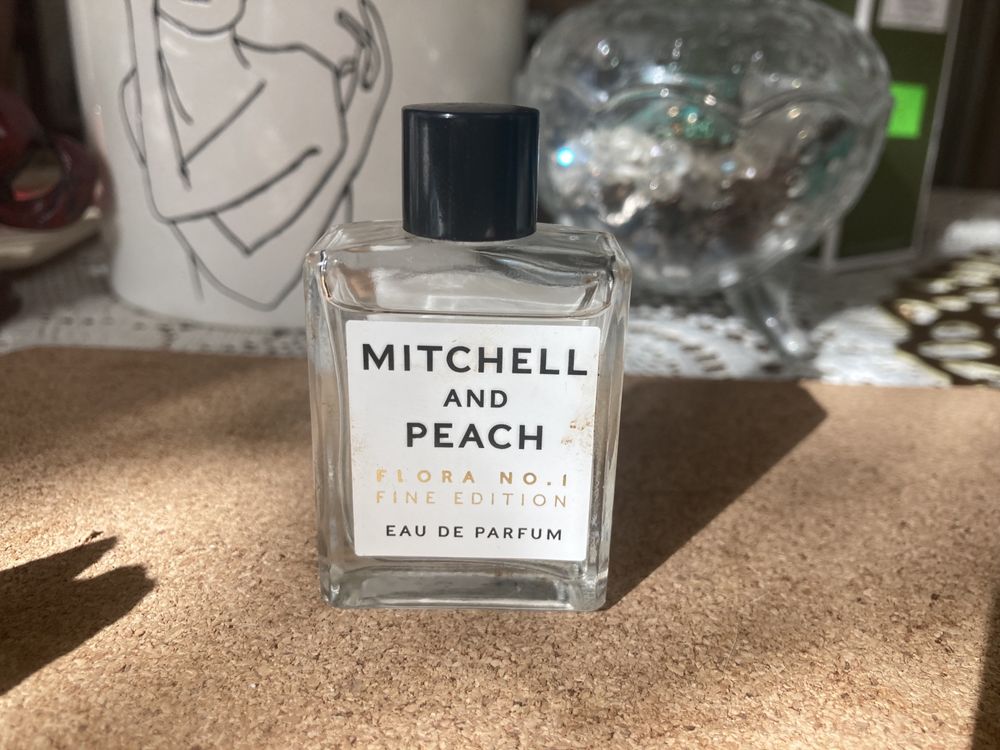 MITCHELL
AND
PEACH
FLORA NO.1
FINE EDITION
EAU DE PARFUM